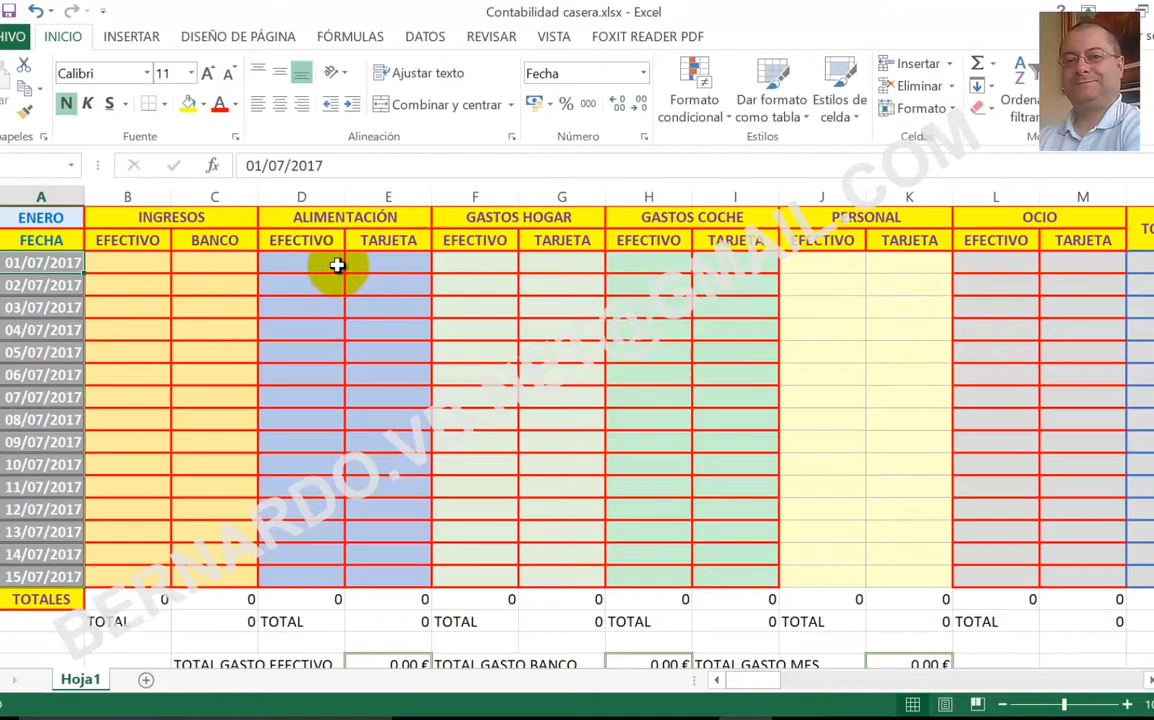 Contabilidad casera.xlsx - Excel
?
INICIO INSERTAR DISEÑO DE PÁGINA FÓRMULAS DATOS REVISAR VISTA FOXIT READER PDF
Calibri 11 Ajustar texto Fecha Insertar
N K S Combinar y centrar % 000 Formato condicional Dar formato como tabla Estilos de celda Eliminar Formato
Fuente Alineación Número Estilos Celdas
fx 01/07/2017
A B C D E F G H I J K L M
ENERO INGRESOS ALIMENTACIÓN GASTOS HOGAR GASTOS COCHE PERSONAL OCIO
FECHA EFECTIVO BANCO EFECTIVO TARJETA EFECTIVO TARJETA EFECTIVO TARJETA EFECTIVO TARJETA EFECTIVO TARJETA
01/07/2017
02/07/2017
03/07/2017
04/07/2017
05/07/2017
06/07/2017
07/07/2017
08/07/2017
09/07/2017
10/07/2017
11/07/2017
12/07/2017
13/07/2017
14/07/2017
15/07/2017
TOTALES 0 0 0 0 0 0 0 0 0 0 0 0
TOTAL 0 TOTAL 0 TOTAL 0 TOTAL 0 TOTAL 0 TOTAL 0
TOTAL GASTO EFECTIVO 0,00 € TOTAL GASTO BANCO 0,00 € TOTAL GASTO MES 0,00 €
Hoja1